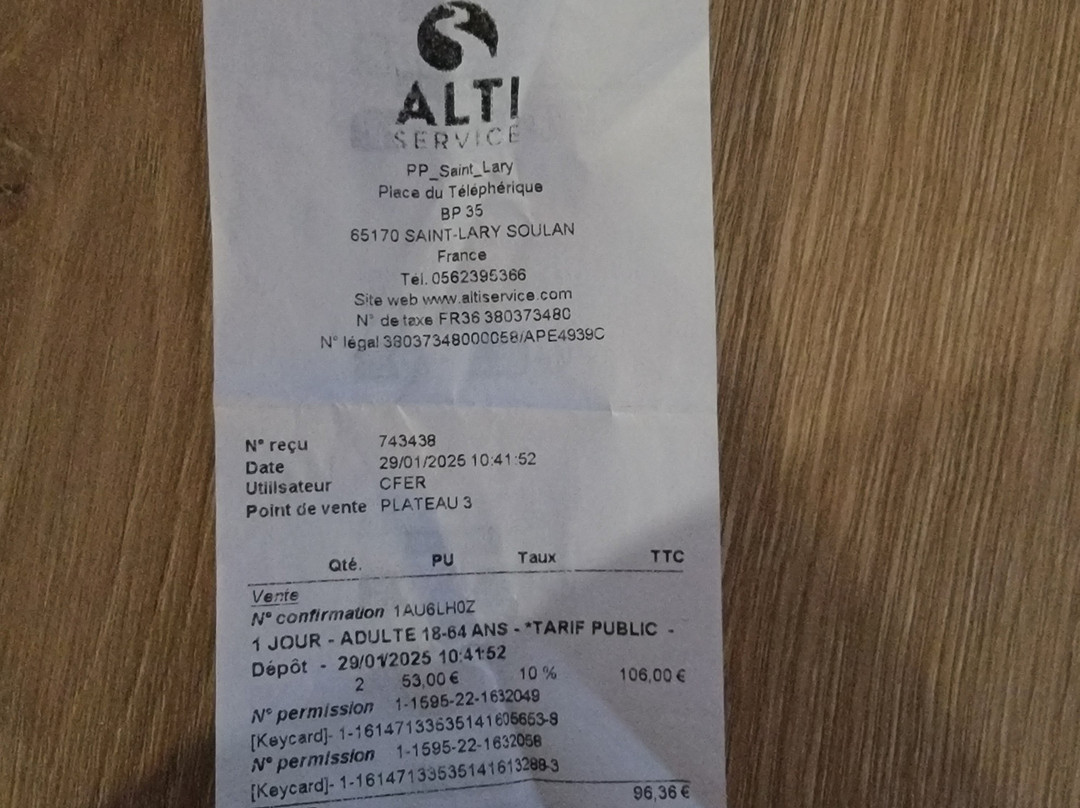 ALTI
SERVICE
PP_Saint_Lary
Place du Téléphérique
BP 35
65170 SAINT-LARY SOULAN
France
Tél. 0562395366
Site web www.altiservice.com
N° de taxe FR36 380373480
N° légal 38037348000058/APE4939C
N° reçu 743438
Date 29/01/2025 10:41:52
Utilisateur CFER
Point de vente PLATEAU 3
Qté. PU Taux TTC
Vente
N° confirmation 1AU6LH0Z
1 JOUR - ADULTE 18-64 ANS - *TARIF PUBLIC -
Dépôt - 29/01/2025 10:41:52
2 53,00 € 10 % 106,00 €
N° permission 1-1595-22-1632049
[Keycard]- 1-16147133535141605653-8
N° permission 1-1595-22-1632058
[Keycard]- 1-16147133535141613288-3
96,36 €